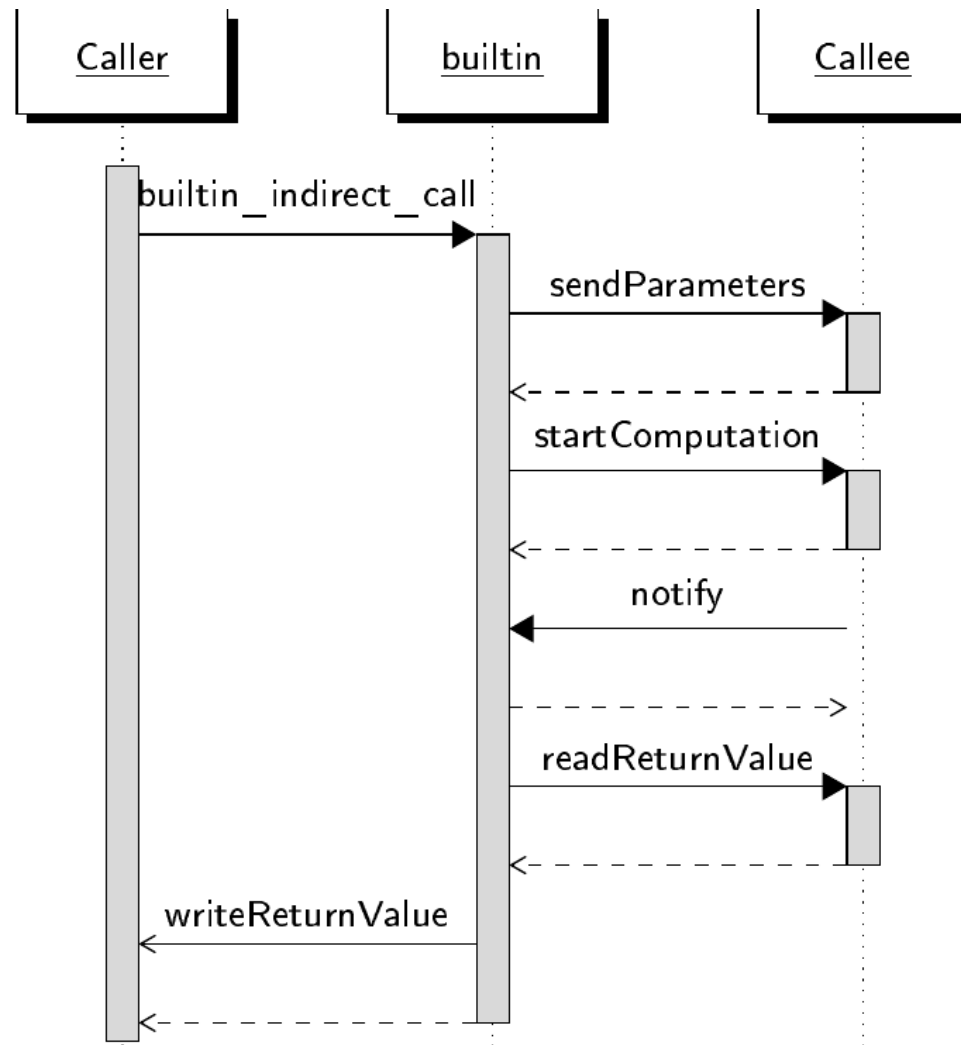 Caller
builtin
Callee
builtin_indirect_call
sendParameters
startComputation
notify
readReturnValue
writeReturnValue